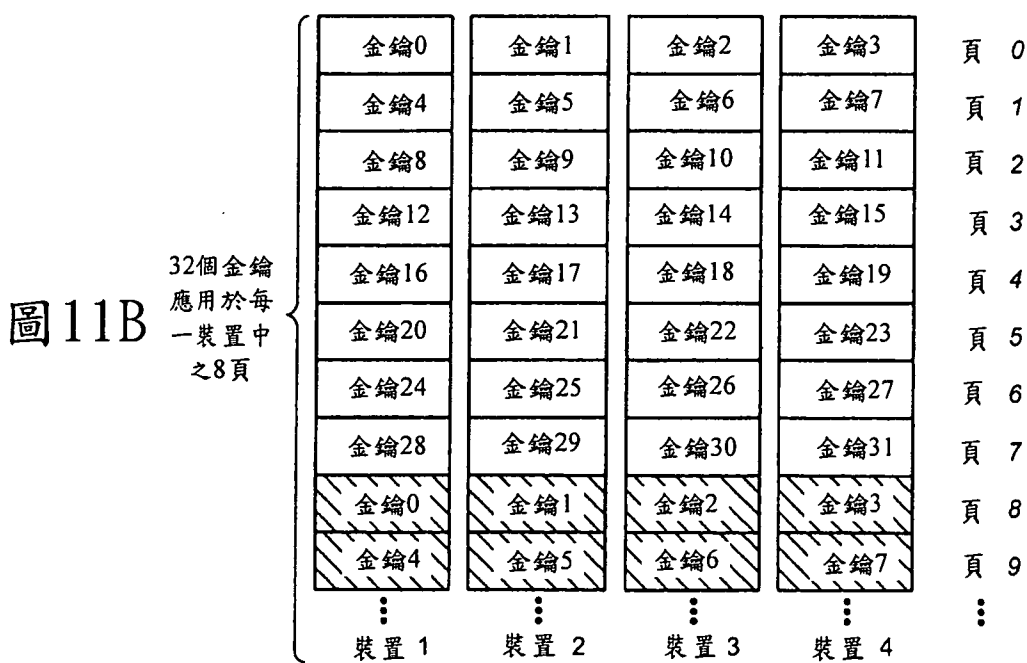 金鑰0 金鑰1 金鑰2 金鑰3 頁 0
金鑰4 金鑰5 金鑰6 金鑰7 頁 1
金鑰8 金鑰9 金鑰10 金鑰11 頁 2
金鑰12 金鑰13 金鑰14 金鑰15 頁 3
金鑰16 金鑰17 金鑰18 金鑰19 頁 4
金鑰20 金鑰21 金鑰22 金鑰23 頁 5
金鑰24 金鑰25 金鑰26 金鑰27 頁 6
金鑰28 金鑰29 金鑰30 金鑰31 頁 7
金鑰0 金鑰1 金鑰2 金鑰3 頁 8
金鑰4 金鑰5 金鑰6 金鑰7 頁 9
裝置 1 裝置 2 裝置 3 裝置 4
圖11B
32個金鑰
應用於每
一裝置中
之8頁